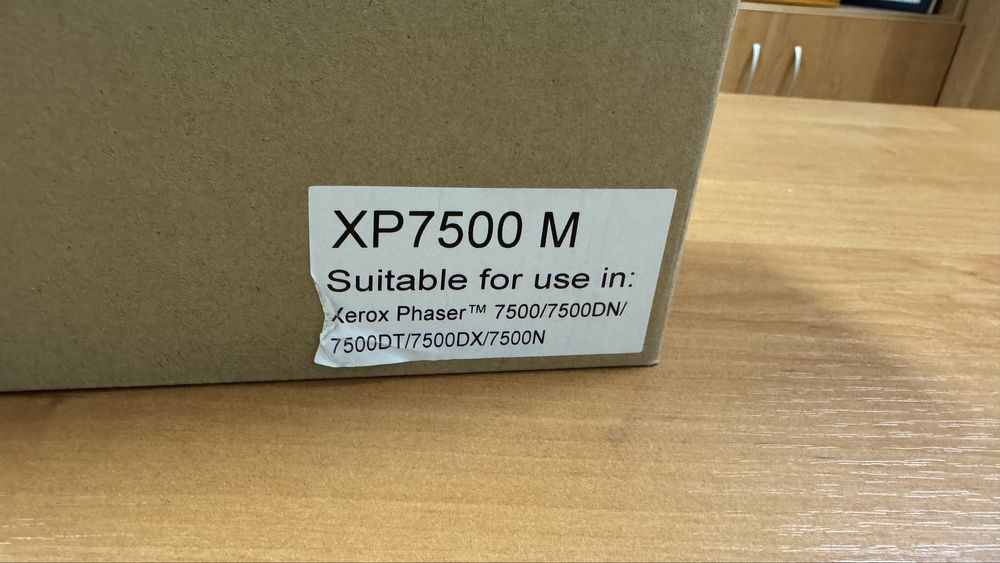 XP7500 M
Suitable for use in:
Xerox Phaser™ 7500/7500DN/
7500DT/7500DX/7500N